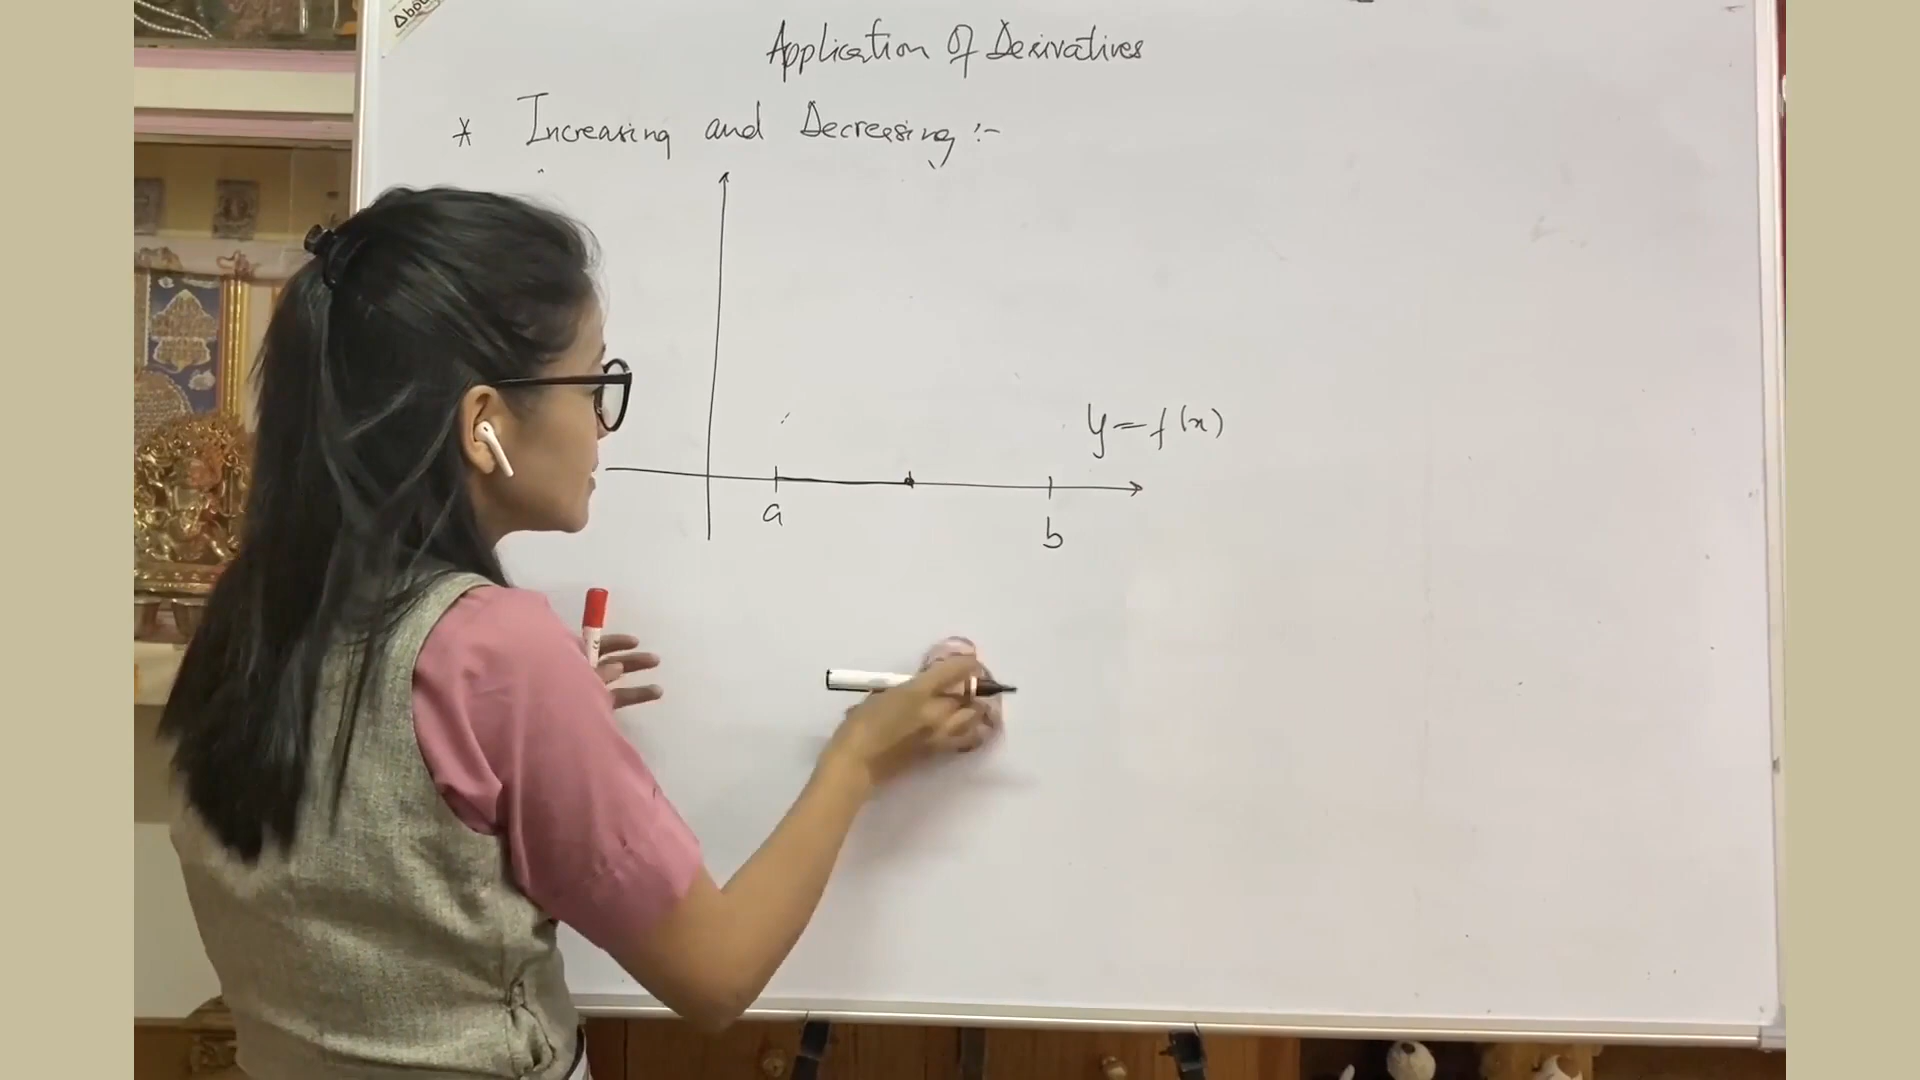 Application Of Derivatives
* Increasing and Decreasing :-
y = f(x)
a
b